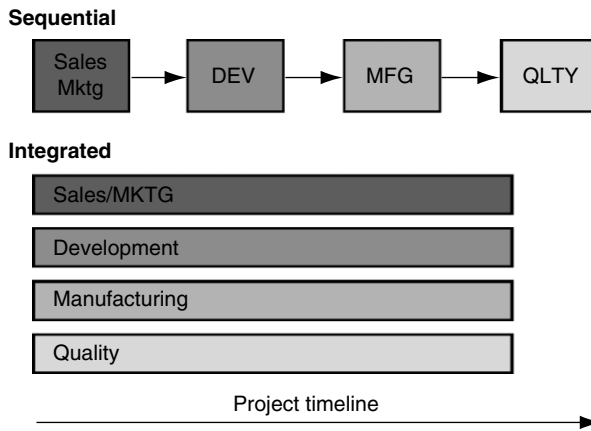 Sequential
Sales
Mktg
DEV
MFG
QLTY
Integrated
Sales/MKTG
Development
Manufacturing
Quality
Project timeline